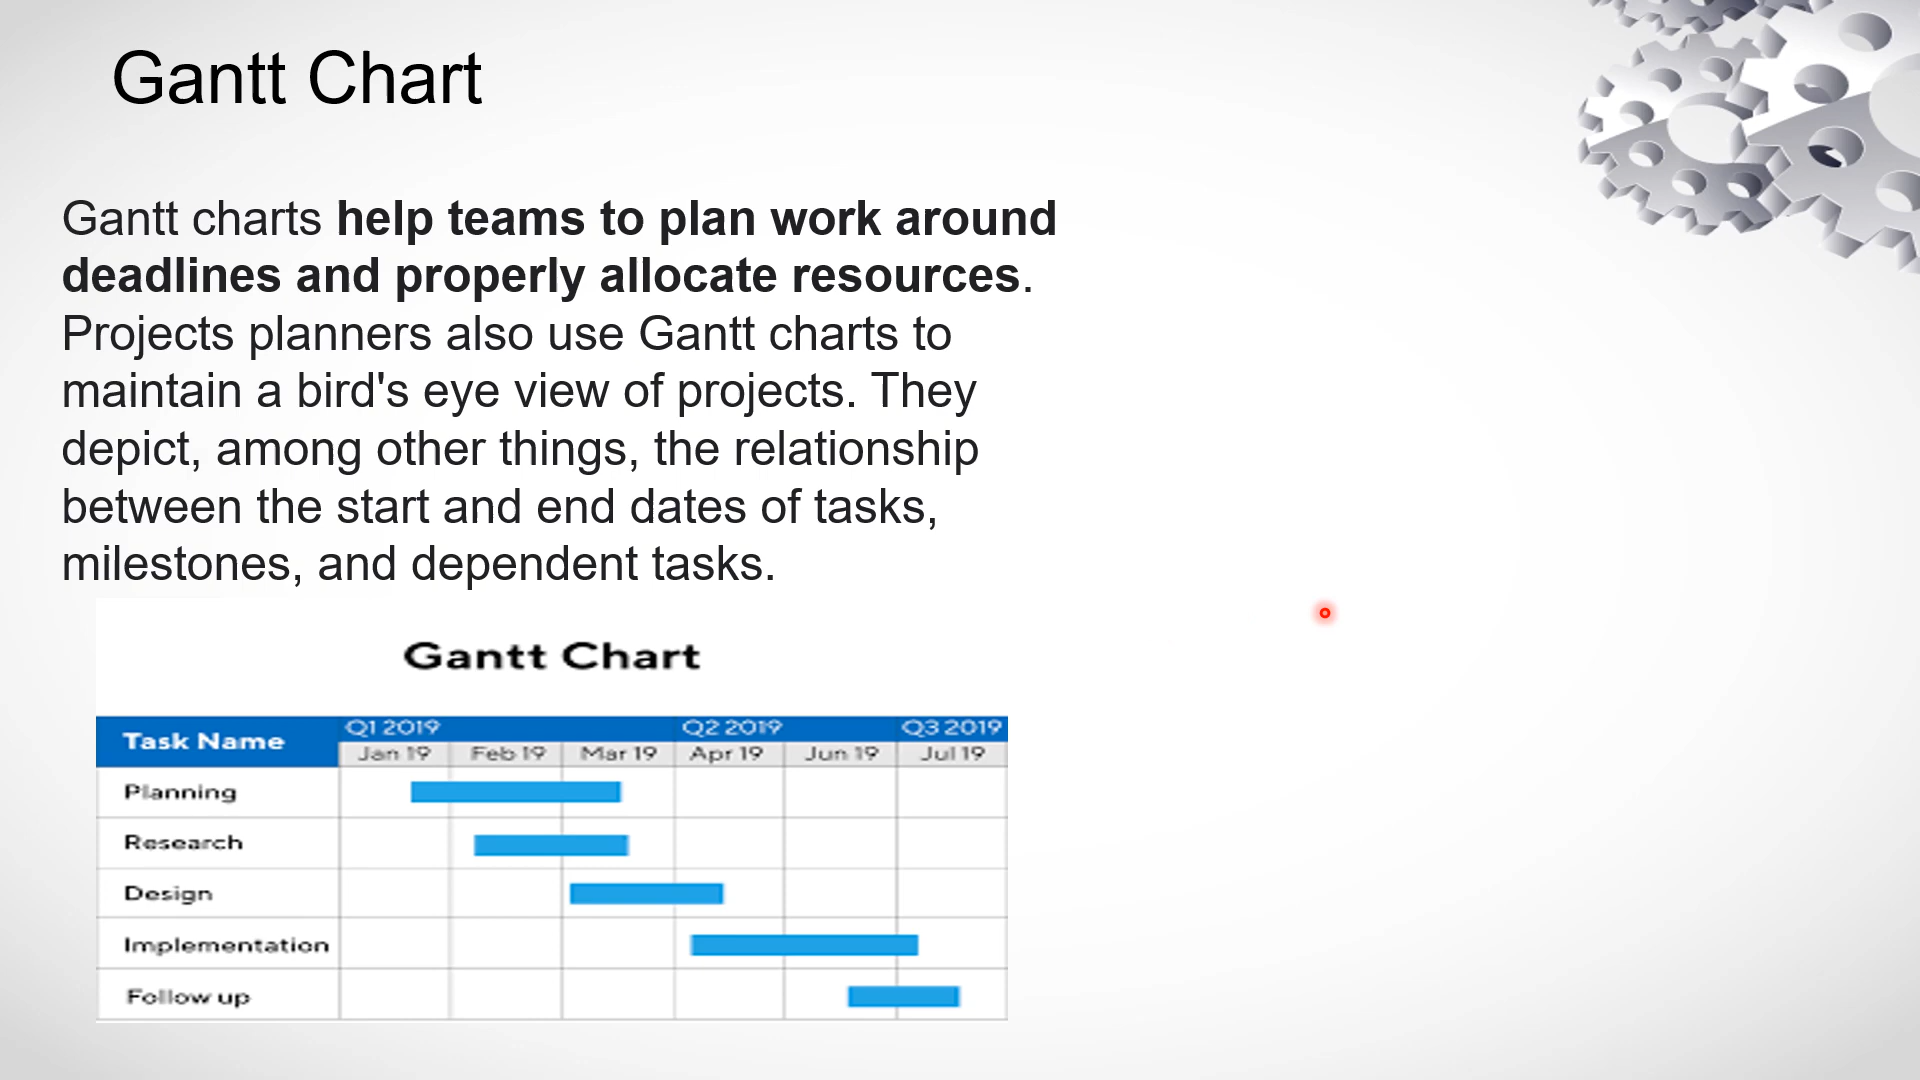 Gantt Chart
Gantt charts help teams to plan work around
deadlines and properly allocate resources.
Projects planners also use Gantt charts to
maintain a bird's eye view of projects. They
depict, among other things, the relationship
between the start and end dates of tasks,
milestones, and dependent tasks.
Gantt Chart
Task Name Q1 2019 Q2 2019 Q3 2019
Jan 19 Feb 19 Mar 19 Apr 19 Jun 19 Jul 19
Planning
Research
Design
Implementation
Follow up